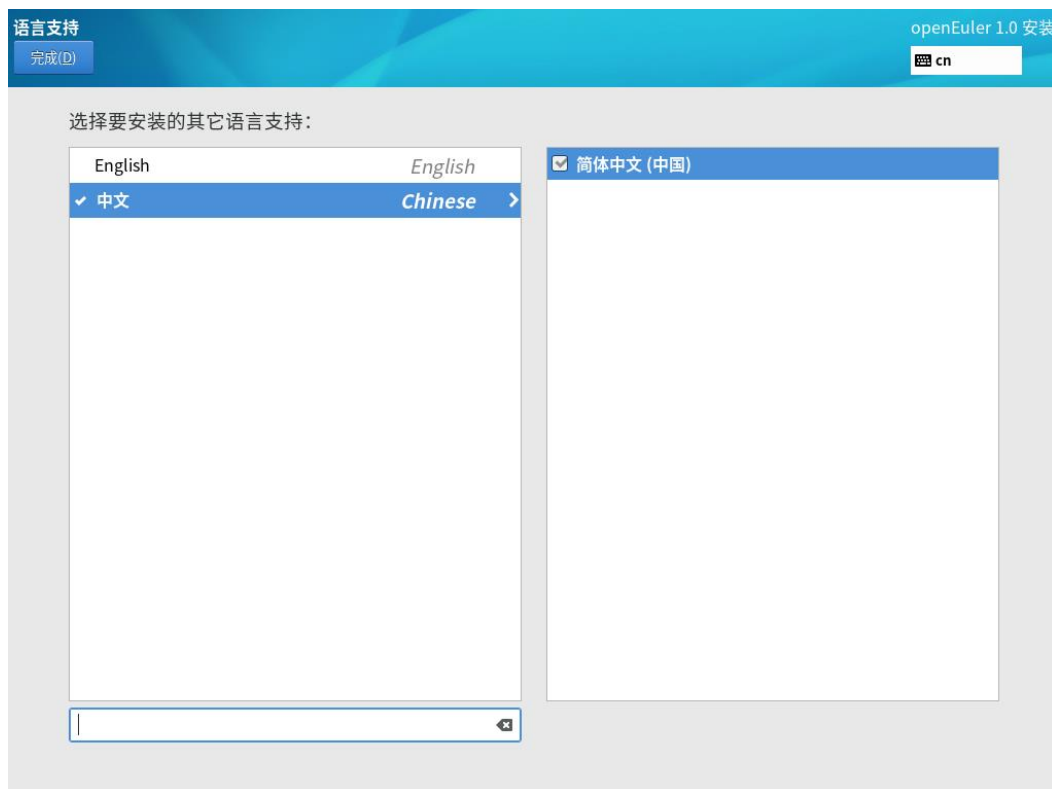 语言支持
openEuler 1.0 安装
完成(D)
cn
选择要安装的其它语言支持:
English English
中文 Chinese
简体中文 (中国)